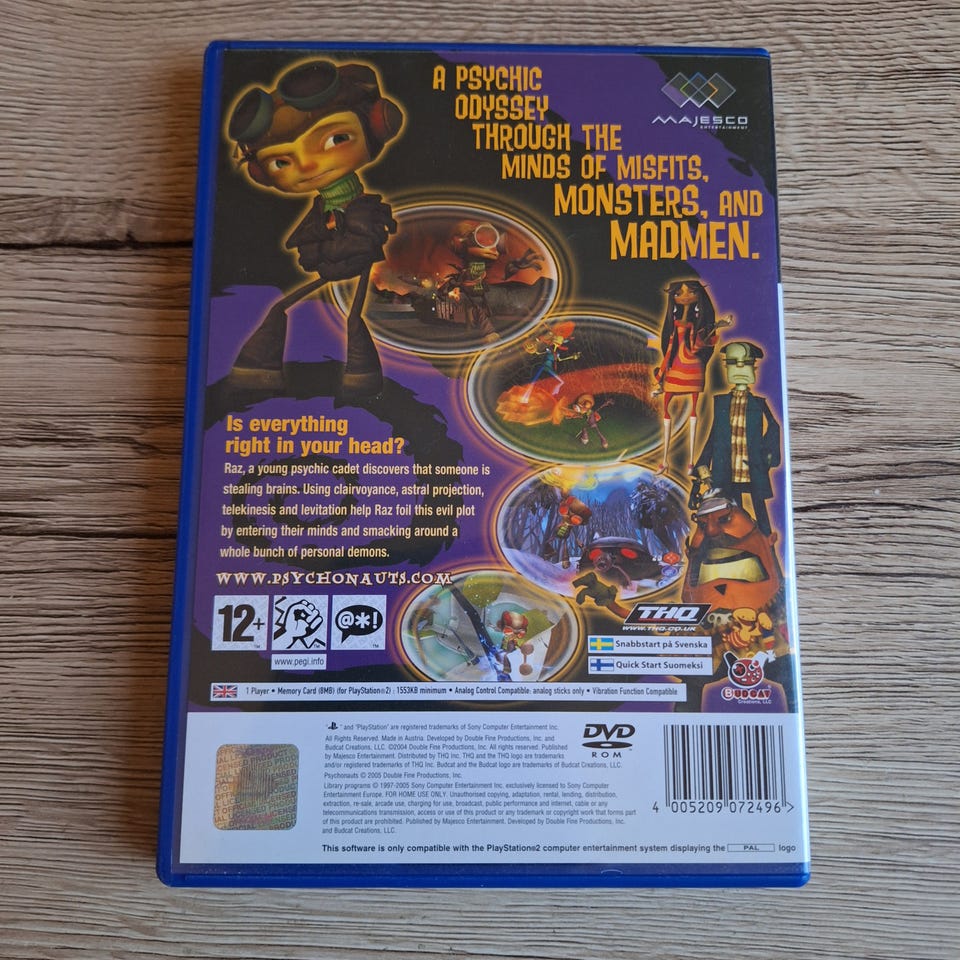 A PSYCHIC
ODYSSEY
THROUGH THE
MINDS OF MISFITS,
MONSTERS, AND
MADMEN.
MAJESCO
ENTERTAINMENT
Is everything
right in your head?
Raz, a young psychic cadet discovers that someone is
stealing brains. Using clairvoyance, astral projection,
telekinesis and levitation help Raz foil this evil plot
by entering their minds and smacking around a
whole bunch of personal demons.
WWW.PSYCHONAUTS.COM
12+
@*!
www.pegi.info
THQ
WWW.THQ.CO.UK
Snabbstart på Svenska
Quick Start Suomeksi
BUDCAT
Creations, LLC
1 Player • Memory Card (8MB) (for PlayStation®2) : 1553KB minimum • Analog Control Compatible: analog sticks only • Vibration Function Compatible
" and "PlayStation" are registered trademarks of Sony Computer Entertainment Inc.
All Rights Reserved. Made in Austria. Developed by Double Fine Productions, Inc. and
Budcat Creations, LLC. ©2004 Double Fine Productions, Inc. All rights reserved. Published
by Majesco Entertainment. Distributed by THQ Inc. THQ and the THQ logo are trademarks
and/or registered trademarks of THQ Inc. Budcat and the Budcat logo are trademarks of Budcat Creations, LLC.
Psychonauts © 2005 Double Fine Productions, Inc.
Library programs © 1997-2005 Sony Computer Entertainment Inc. exclusively licensed to Sony Computer
Entertainment Europe. FOR HOME USE ONLY. Unauthorised copying, adaptation, rental, lending, distribution,
extraction, re-sale, arcade use, charging for use, broadcast, public performance and internet, cable or any
telecommunications transmission, access or use of this product or any trademark or copyright work that forms part
of this product are prohibited. Published by Majesco Entertainment. Developed by Double Fine Productions, Inc.
and Budcat Creations, LLC.
DVD
ROM
4 005209 072496 >
This software is only compatible with the PlayStation®2 computer entertainment system displaying the PAL logo